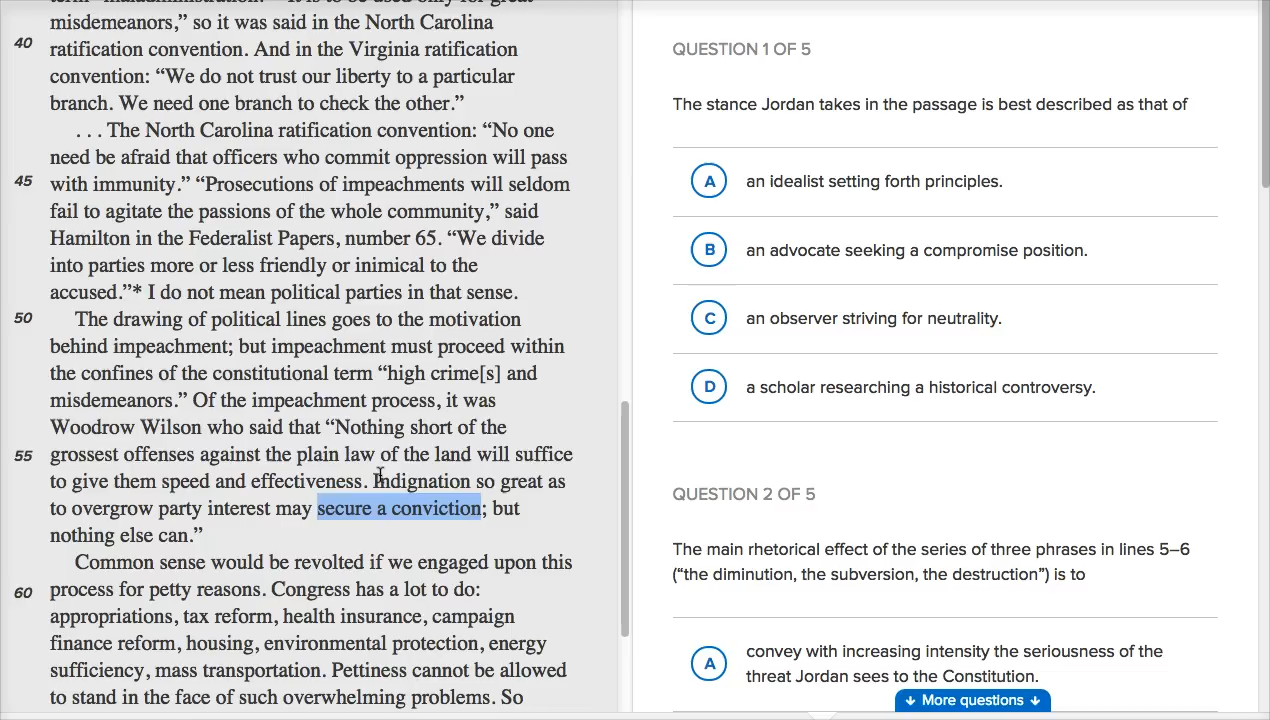 term “maladministration.” “It is to be used only for great
misdemeanors,” so it was said in the North Carolina
40 ratification convention. And in the Virginia ratification
convention: “We do not trust our liberty to a particular
branch. We need one branch to check the other.”
. . . The North Carolina ratification convention: “No one
need be afraid that officers who commit oppression will pass
45 with immunity.” “Prosecutions of impeachments will seldom
fail to agitate the passions of the whole community,” said
Hamilton in the Federalist Papers, number 65. “We divide
into parties more or less friendly or inimical to the
accused.”* I do not mean political parties in that sense.
50 The drawing of political lines goes to the motivation
behind impeachment; but impeachment must proceed within
the confines of the constitutional term “high crime[s] and
misdemeanors.” Of the impeachment process, it was
Woodrow Wilson who said that “Nothing short of the
55 grossest offenses against the plain law of the land will suffice
to give them speed and effectiveness. Indignation so great as
to overgrow party interest may secure a conviction; but
nothing else can.”
Common sense would be revolted if we engaged upon this
60 process for petty reasons. Congress has a lot to do:
appropriations, tax reform, health insurance, campaign
finance reform, housing, environmental protection, energy
sufficiency, mass transportation. Pettiness cannot be allowed
to stand in the face of such overwhelming problems. So
QUESTION 1 OF 5
The stance Jordan takes in the passage is best described as that of
A an idealist setting forth principles.
B an advocate seeking a compromise position.
C an observer striving for neutrality.
D a scholar researching a historical controversy.
QUESTION 2 OF 5
The main rhetorical effect of the series of three phrases in lines 5–6
(“the diminution, the subversion, the destruction”) is to
A convey with increasing intensity the seriousness of the
threat Jordan sees to the Constitution.
↓ More questions ↓